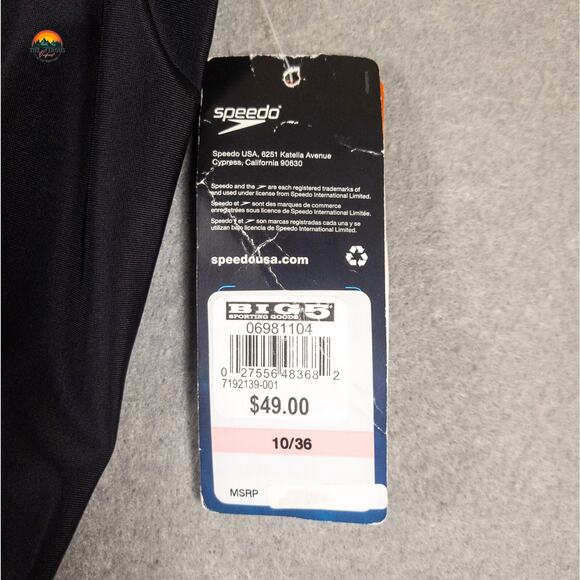 speedo
Speedo USA, 6251 Katella Avenue
Cypress, California 90630
Speedo and the are each registered trademarks of
and used under license from Speedo International Limited.
Speedo et sont des marques de commerce
enregistrées sous licence de Speedo International Limitée.
Speedo y el son marcas registradas cada una y se
utilizan bajo licencia de Speedo International Limited.
speedousa.com
BIG 5
SPORTING GOODS
06981104
0 27556 48368 2
7192139-001
$49.00
10/36
MSRP